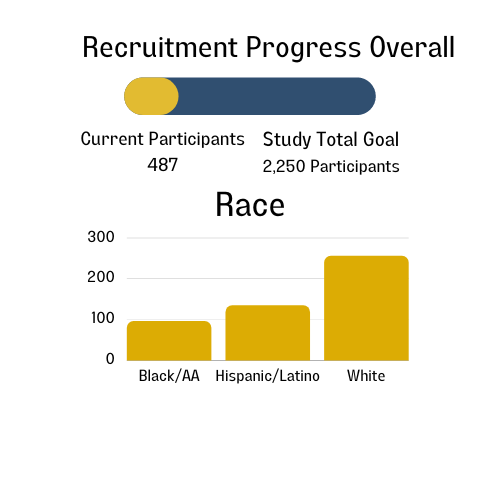 Recruitment Progress Overall
Current Participants Study Total Goal
487 2,250 Participants
Race
300
200
100
0
Black/AA Hispanic/Latino White